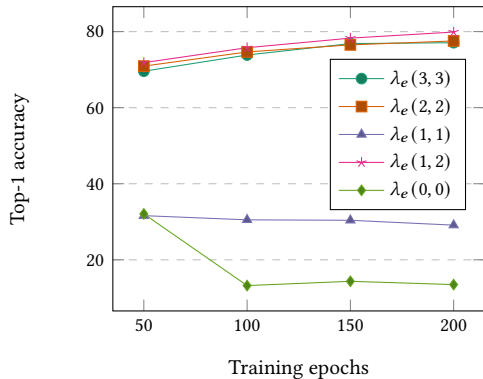 80
60
40
20
Top-1 accuracy
λₑ(3, 3)
λₑ(2, 2)
λₑ(1, 1)
λₑ(1, 2)
λₑ(0, 0)
50 100 150 200
Training epochs